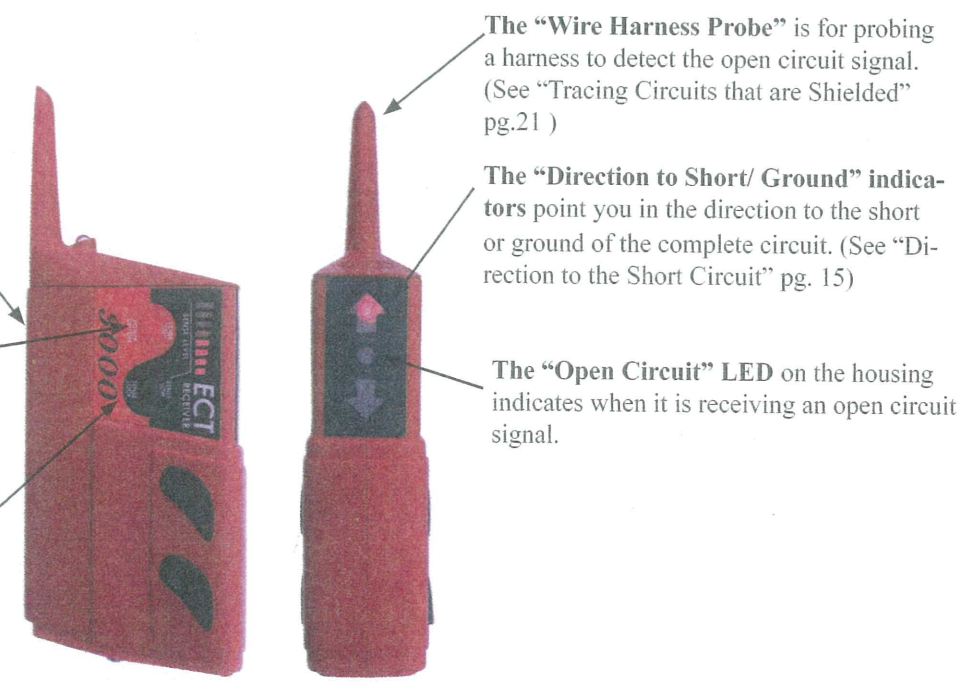 The “Wire Harness Probe” is for probing
a harness to detect the open circuit signal.
(See “Tracing Circuits that are Shielded”
pg.21 )
The “Direction to Short/ Ground” indica-
tors point you in the direction to the short
or ground of the complete circuit. (See “Di-
rection to the Short Circuit” pg. 15)
The “Open Circuit” LED on the housing
indicates when it is receiving an open circuit
signal.
SENSE LEVEL
ECT
RECEIVER
9000